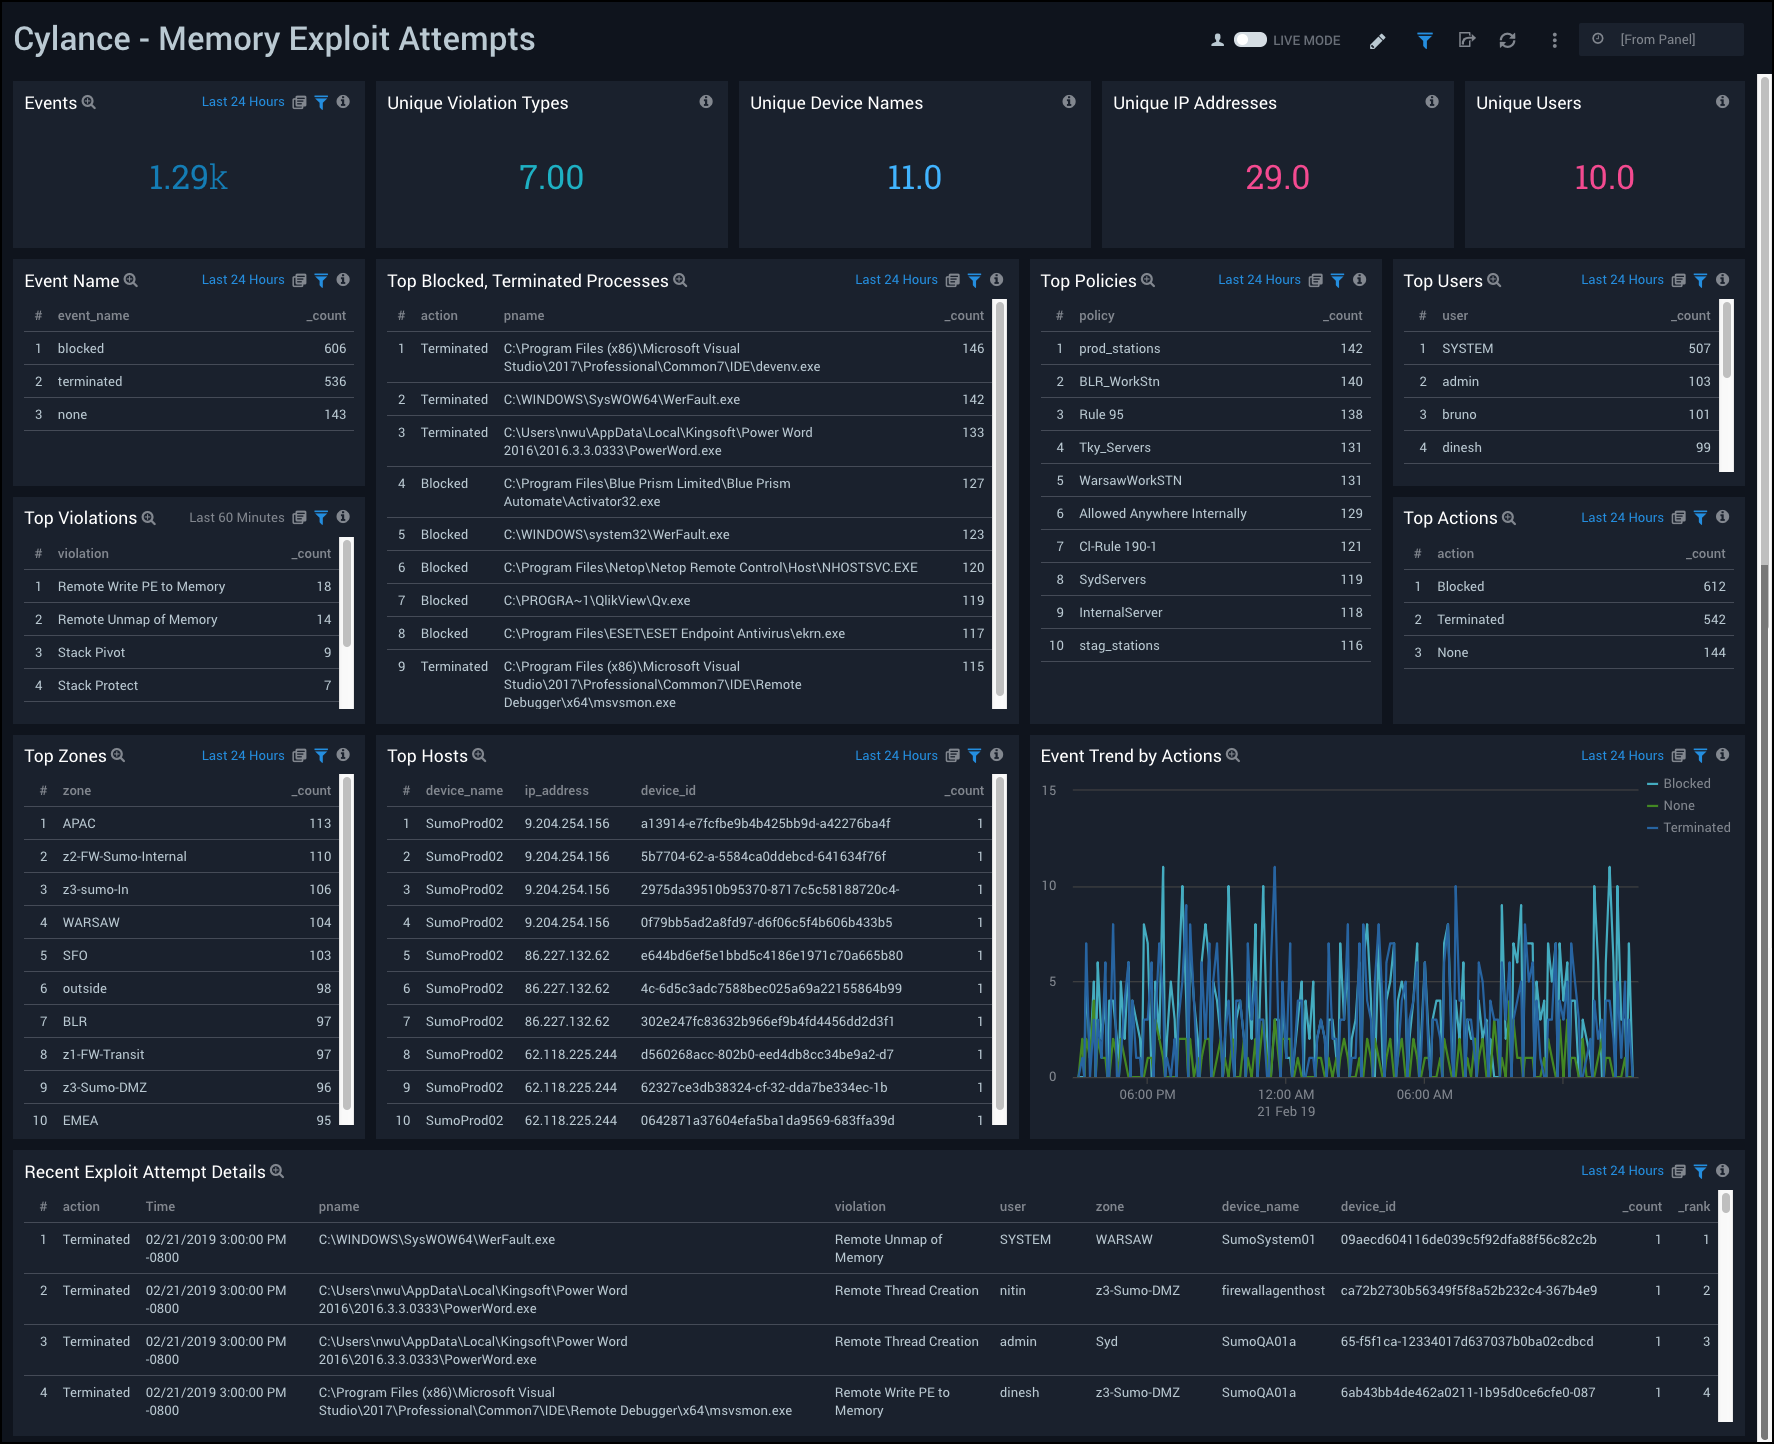 Cylance - Memory Exploit Attempts
LIVE MODE
[From Panel]
Events Last 24 Hours
1.29k
Unique Violation Types
7.00
Unique Device Names
11.0
Unique IP Addresses
29.0
Unique Users
10.0
Event Name Last 24 Hours
# event_name _count
1 blocked 606
2 terminated 536
3 none 143
Top Blocked, Terminated Processes Last 24 Hours
# action pname _count
1 Terminated C:\Program Files (x86)\Microsoft Visual 146
Studio\2017\Professional\Common7\IDE\devenv.exe
2 Terminated C:\WINDOWS\SysWOW64\WerFault.exe 142
3 Terminated C:\Users\nwu\AppData\Local\Kingsoft\Power Word 133
2016\2016.3.3.0333\PowerWord.exe
4 Blocked C:\Program Files\Blue Prism Limited\Blue Prism 127
Automate\Activator32.exe
5 Blocked C:\WINDOWS\system32\WerFault.exe 123
6 Blocked C:\Program Files\Netop\Netop Remote Control\Host\NHOSTSVC.EXE 120
7 Blocked C:\PROGRA~1\QlikView\Qv.exe 119
8 Blocked C:\Program Files\ESET\ESET Endpoint Antivirus\ekrn.exe 117
9 Terminated C:\Program Files (x86)\Microsoft Visual 115
Studio\2017\Professional\Common7\IDE\Remote
Debugger\x64\msvsmon.exe
Top Policies Last 24 Hours
# policy _count
1 prod_stations 142
2 BLR_WorkStn 140
3 Rule 95 138
4 Tky_Servers 131
5 WarsawWorkSTN 131
6 Allowed Anywhere Internally 129
7 Cl-Rule 190-1 121
8 SydServers 119
9 InternalServer 118
10 stag_stations 116
Top Users Last 24 Hours
# user _count
1 SYSTEM 507
2 admin 103
3 bruno 101
4 dinesh 99
Top Violations Last 60 Minutes
# violation _count
1 Remote Write PE to Memory 18
2 Remote Unmap of Memory 14
3 Stack Pivot 9
4 Stack Protect 7
Top Actions Last 24 Hours
# action _count
1 Blocked 612
2 Terminated 542
3 None 144
Top Zones Last 24 Hours
# zone _count
1 APAC 113
2 z2-FW-Sumo-Internal 110
3 z3-sumo-In 106
4 WARSAW 104
5 SFO 103
6 outside 98
7 BLR 97
8 z1-FW-Transit 97
9 z3-Sumo-DMZ 96
10 EMEA 95
Top Hosts Last 24 Hours
# device_name ip_address device_id _count
1 SumoProd02 9.204.254.156 a13914-e7fcfbe9b4b425bb9d-a42276ba4f 1
2 SumoProd02 9.204.254.156 5b7704-62-a-5584ca0ddebcd-641634f76f 1
3 SumoProd02 9.204.254.156 2975da39510b95370-8717c5c58188720c4- 1
4 SumoProd02 9.204.254.156 0f79bb5ad2a8fd97-d6f06c5f4b606b433b5 1
5 SumoProd02 86.227.132.62 e644bd6ef5e1bbd5c4186e1971c70a665b80 1
6 SumoProd02 86.227.132.62 4c-6d5c3adc7588bec025a69a22155864b99 1
7 SumoProd02 86.227.132.62 302e247fc83632b966ef9b4fd4456dd2d3f1 1
8 SumoProd02 62.118.225.244 d560268acc-802b0-eed4db8cc34be9a2-d7 1
9 SumoProd02 62.118.225.244 62327ce3db38324-cf-32-dda7be334ec-1b 1
10 SumoProd02 62.118.225.244 0642871a37604efa5ba1da9569-683ffa39d 1
Event Trend by Actions Last 24 Hours
Blocked
None
Terminated
15
10
5
0
06:00 PM 12:00 AM 06:00 AM
21 Feb 19
Recent Exploit Attempt Details Last 24 Hours
# action Time pname violation user zone device_name device_id _count _rank
1 Terminated 02/21/2019 3:00:00 PM C:\WINDOWS\SysWOW64\WerFault.exe Remote Unmap of SYSTEM WARSAW SumoSystem01 09aecd604116de039c5f92dfa88f56c82c2b 1 1
-0800 Memory
2 Terminated 02/21/2019 3:00:00 PM C:\Users\nwu\AppData\Local\Kingsoft\Power Word Remote Thread Creation nitin z3-Sumo-DMZ firewallagenthost ca72b2730b56349f5f8a52b232c4-367b4e9 1 2
-0800 2016\2016.3.3.0333\PowerWord.exe
3 Terminated 02/21/2019 3:00:00 PM C:\Users\nwu\AppData\Local\Kingsoft\Power Word Remote Thread Creation admin Syd SumoQA01a 65-f5f1ca-12334017d637037b0ba02cdbcd 1 3
-0800 2016\2016.3.3.0333\PowerWord.exe
4 Terminated 02/21/2019 3:00:00 PM C:\Program Files (x86)\Microsoft Visual Remote Write PE to dinesh z3-Sumo-DMZ SumoQA01a 6ab43bb4de462a0211-1b95d0ce6cfe0-087 1 4
-0800 Studio\2017\Professional\Common7\IDE\Remote Debugger\x64\msvsmon.exe Memory